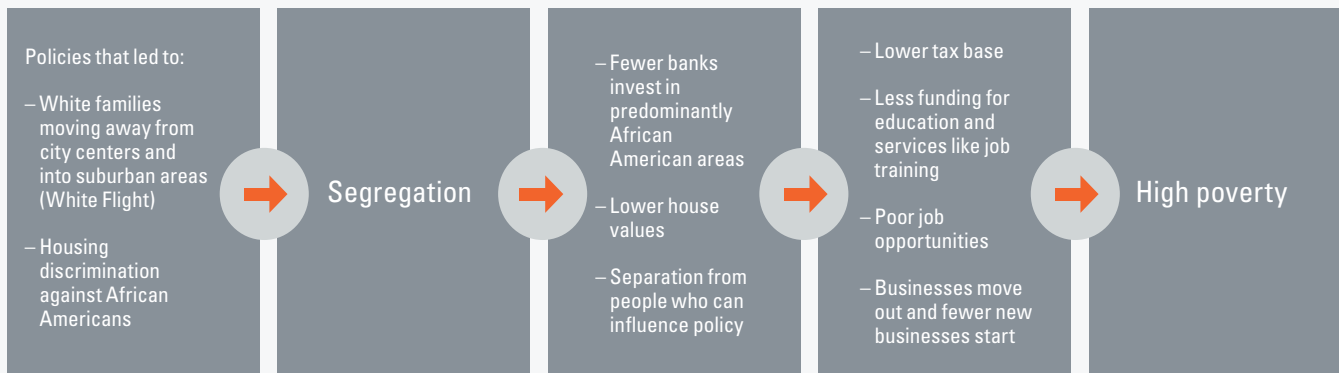 Policies that led to:
– White families
moving away from
city centers and
into suburban areas
(White Flight)
– Housing
discrimination
against African
Americans
Segregation
– Fewer banks
invest in
predominantly
African
American areas
– Lower house
values
– Separation from
people who can
influence policy
– Lower tax base
– Less funding for
education and
services like job
training
– Poor job
opportunities
– Businesses move
out and fewer new
businesses start
High poverty